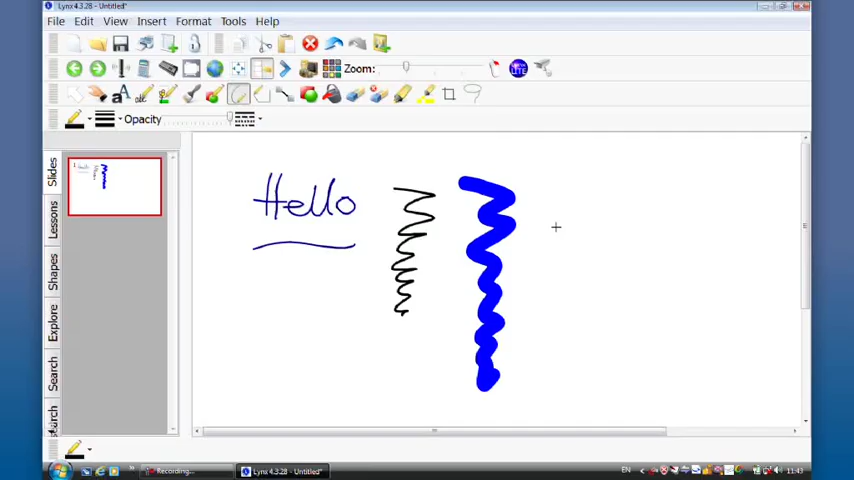 Lynx 4.3.28 - Untitled*
File Edit View Insert Format Tools Help
Zoom:
LITE
Opacity
Slides
Lessons
Shapes
Explore
Search
Hello
Recording...
Lynx 4.3.28 - Untitled*
EN
11:43